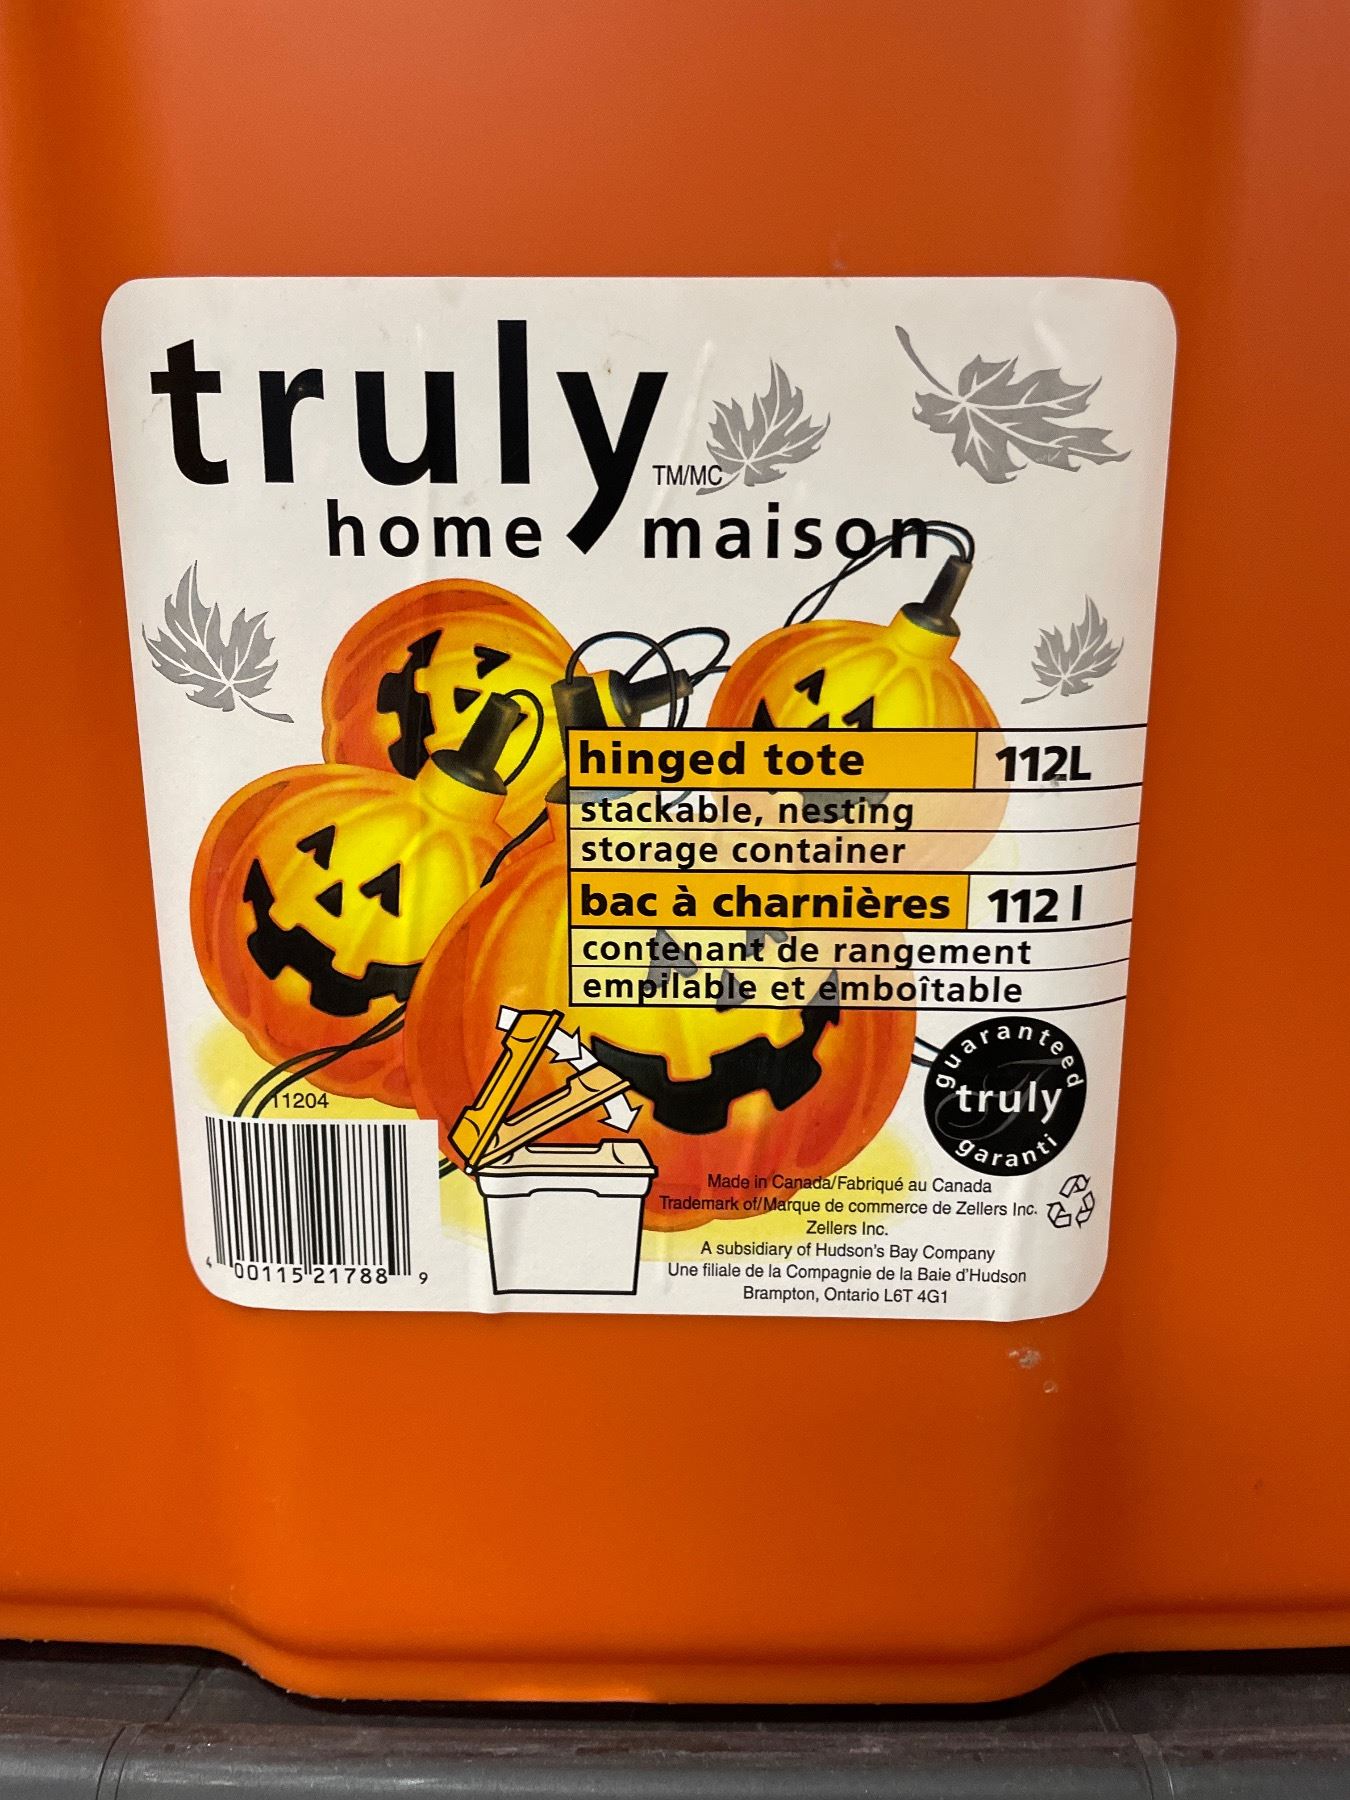 truly
TM/MC
home maison
hinged tote 112L
stackable, nesting
storage container
bac à charnières 112 l
contenant de rangement
empilable et emboîtable
guaranteed
truly
garanti
11204
4 00115 21788 9
Made in Canada/Fabriqué au Canada
Trademark of/Marque de commerce de Zellers Inc.
Zellers Inc.
A subsidiary of Hudson's Bay Company
Une filiale de la Compagnie de la Baie d'Hudson
Brampton, Ontario L6T 4G1